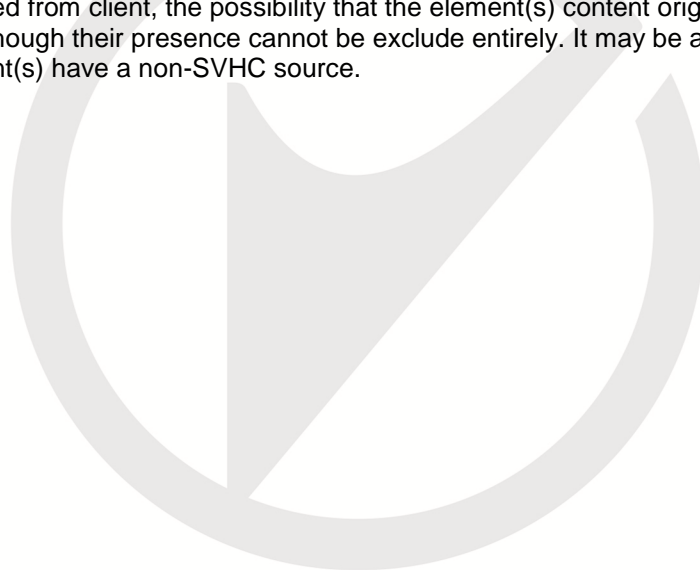 ed from client, the possibility that the element(s) content orig
nough their presence cannot be exclude entirely. It may be a
nt(s) have a non-SVHC source.